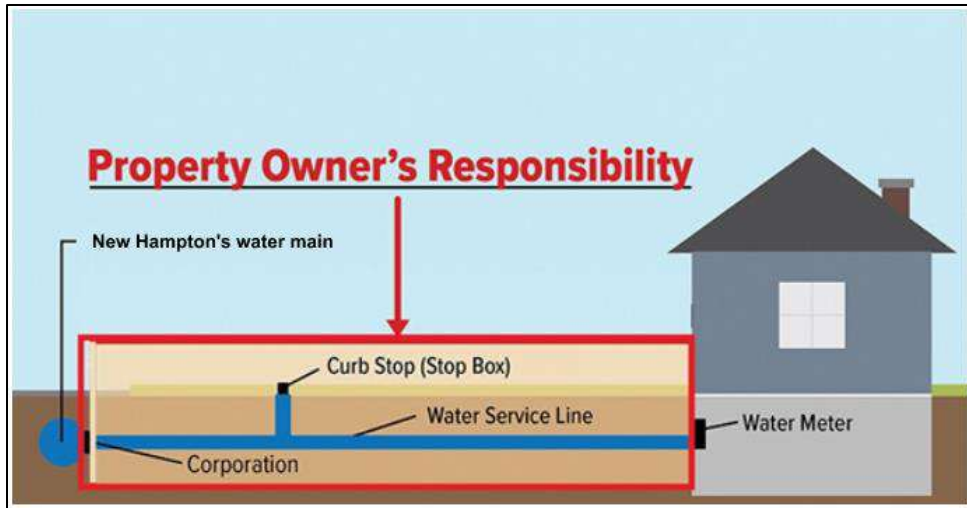 Property Owner's Responsibility
New Hampton's water main
Curb Stop (Stop Box)
Water Service Line
Water Meter
Corporation